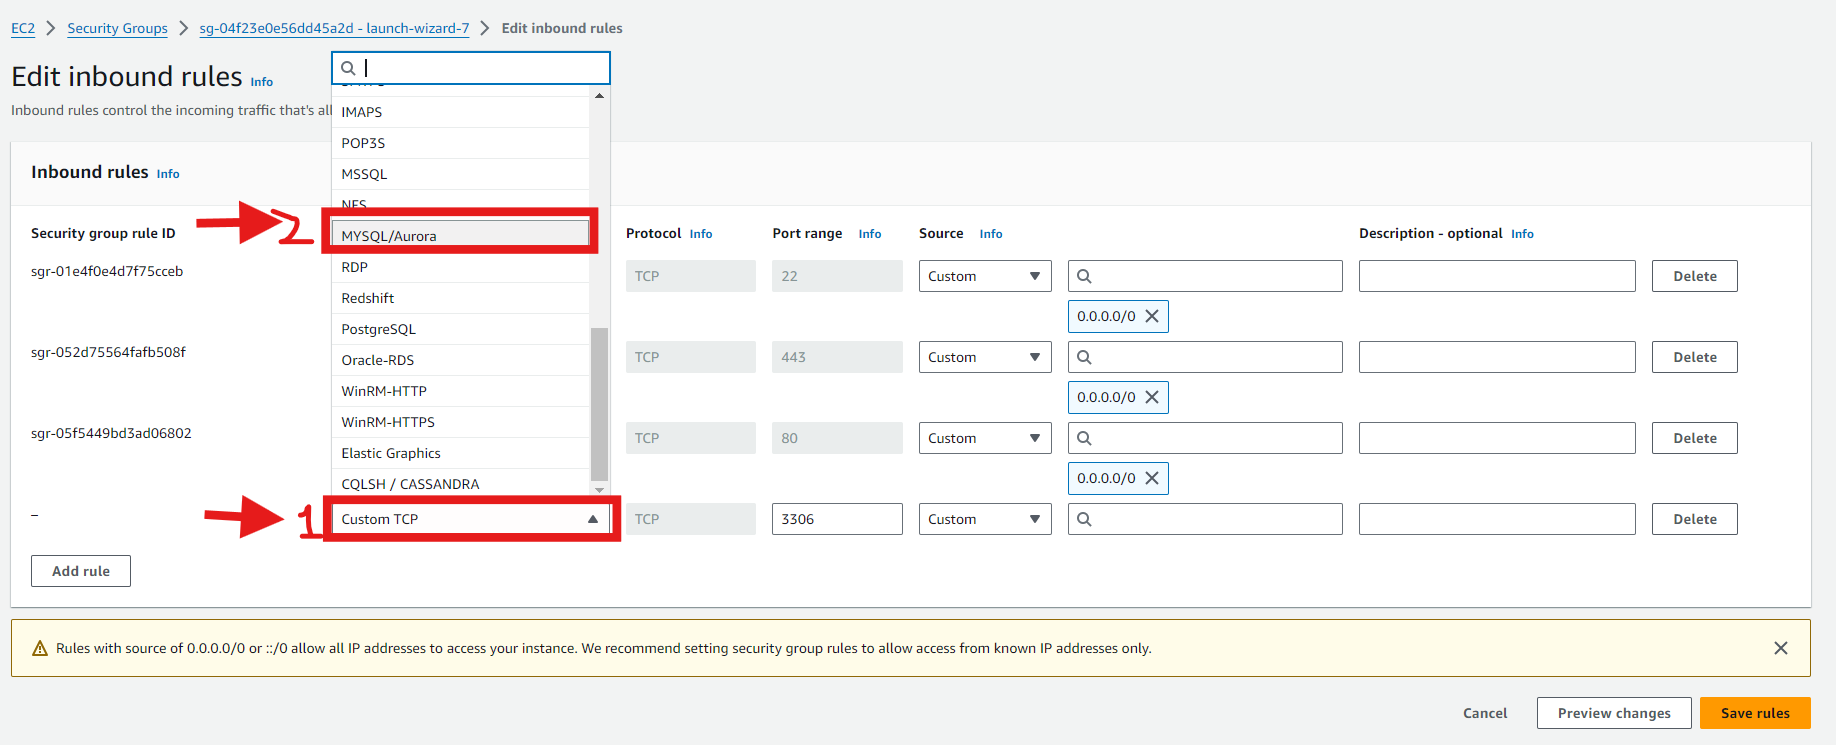 EC2 > Security Groups > sg-04f23e0e56dd45a2d - launch-wizard-7 > Edit inbound rules
Edit inbound rules Info
Inbound rules control the incoming traffic that's all
IMAPS
POP3S
MSSQL
NFS
MYSQL/Aurora
RDP
Redshift
PostgreSQL
Oracle-RDS
WinRM-HTTP
WinRM-HTTPS
Elastic Graphics
CQLSH / CASSANDRA
Inbound rules Info
2
Security group rule ID Protocol Info Port range Info Source Info Description - optional Info
sgr-01e4f0e4d7f75cceb TCP 22 Custom Delete
0.0.0.0/0
sgr-052d75564fafb508f TCP 443 Custom Delete
0.0.0.0/0
sgr-05f5449bd3ad06802 TCP 80 Custom Delete
0.0.0.0/0
– 1 Custom TCP TCP 3306 Custom Delete
Add rule
Rules with source of 0.0.0.0/0 or ::/0 allow all IP addresses to access your instance. We recommend setting security group rules to allow access from known IP addresses only.
Cancel Preview changes Save rules